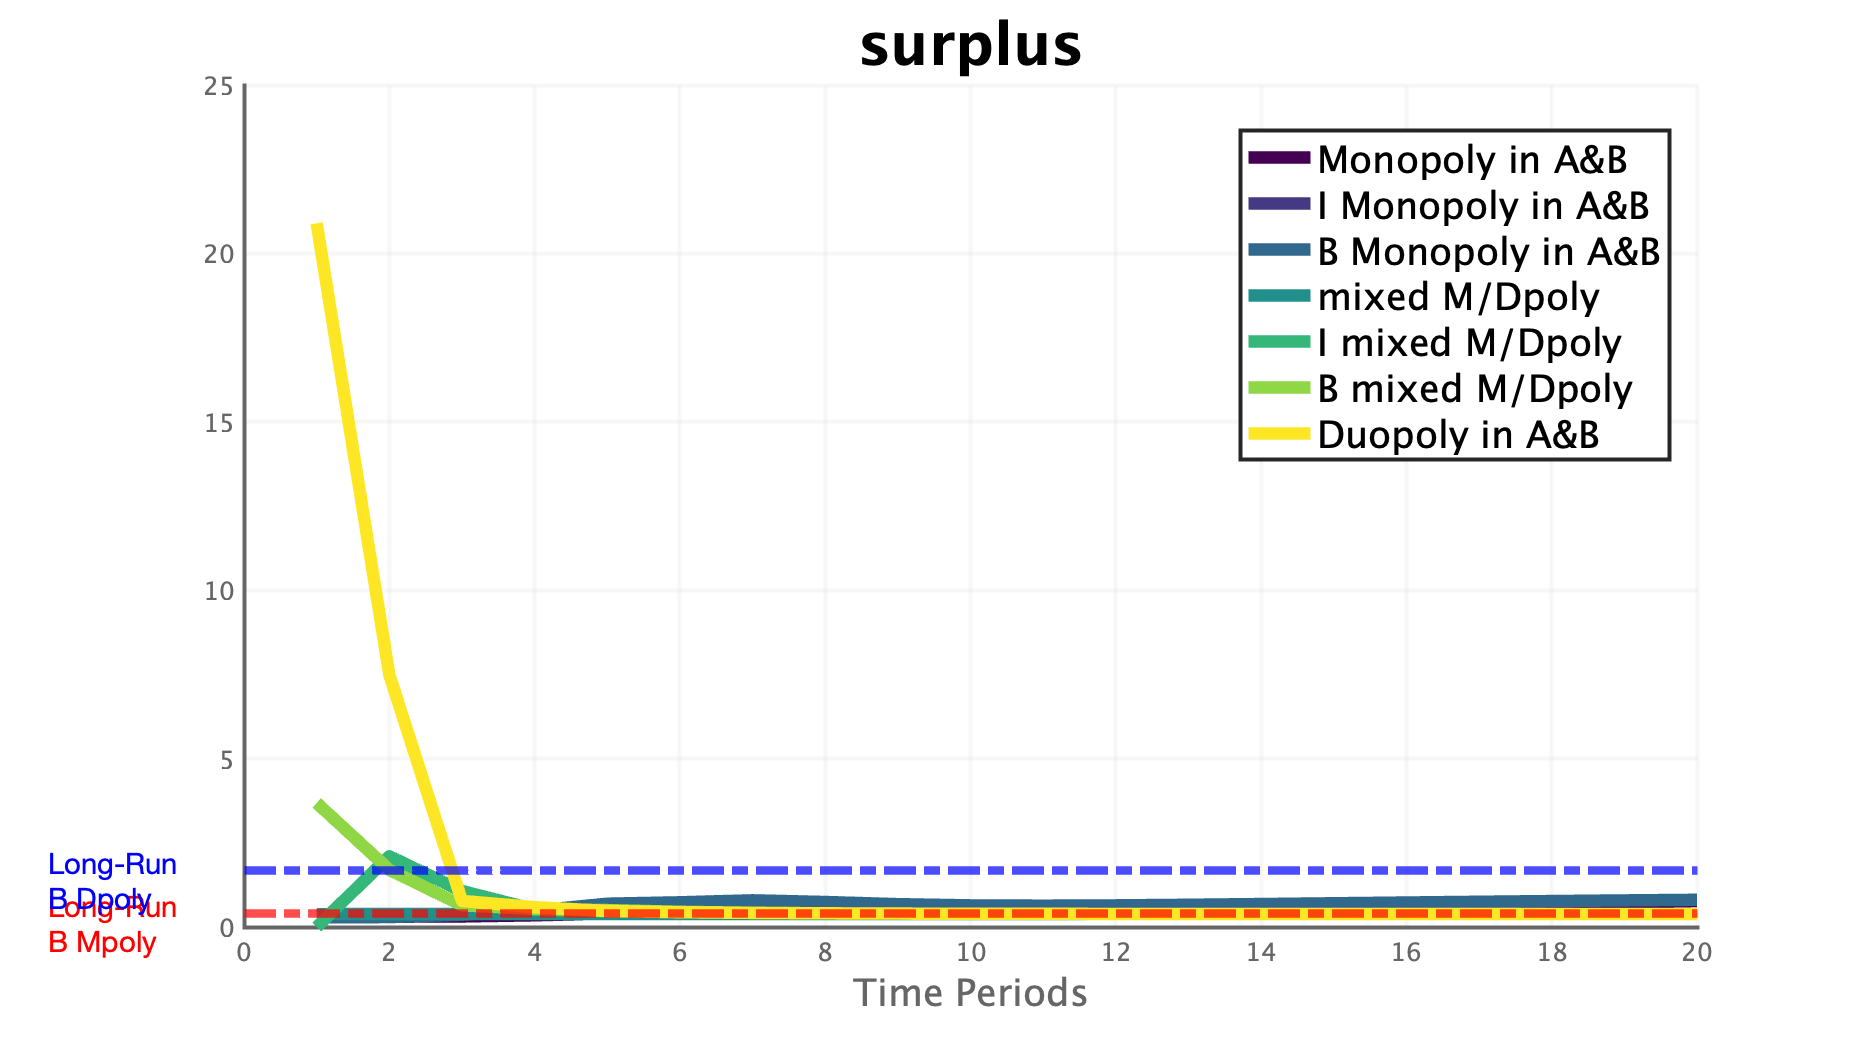 surplus
25
20
15
10
5
0
Monopoly in A&B
I Monopoly in A&B
B Monopoly in A&B
mixed M/Dpoly
I mixed M/Dpoly
B mixed M/Dpoly
Duopoly in A&B
Long-Run
B Dpoly
Long-run
B Mpoly
0 2 4 6 8 10 12 14 16 18 20
Time Periods